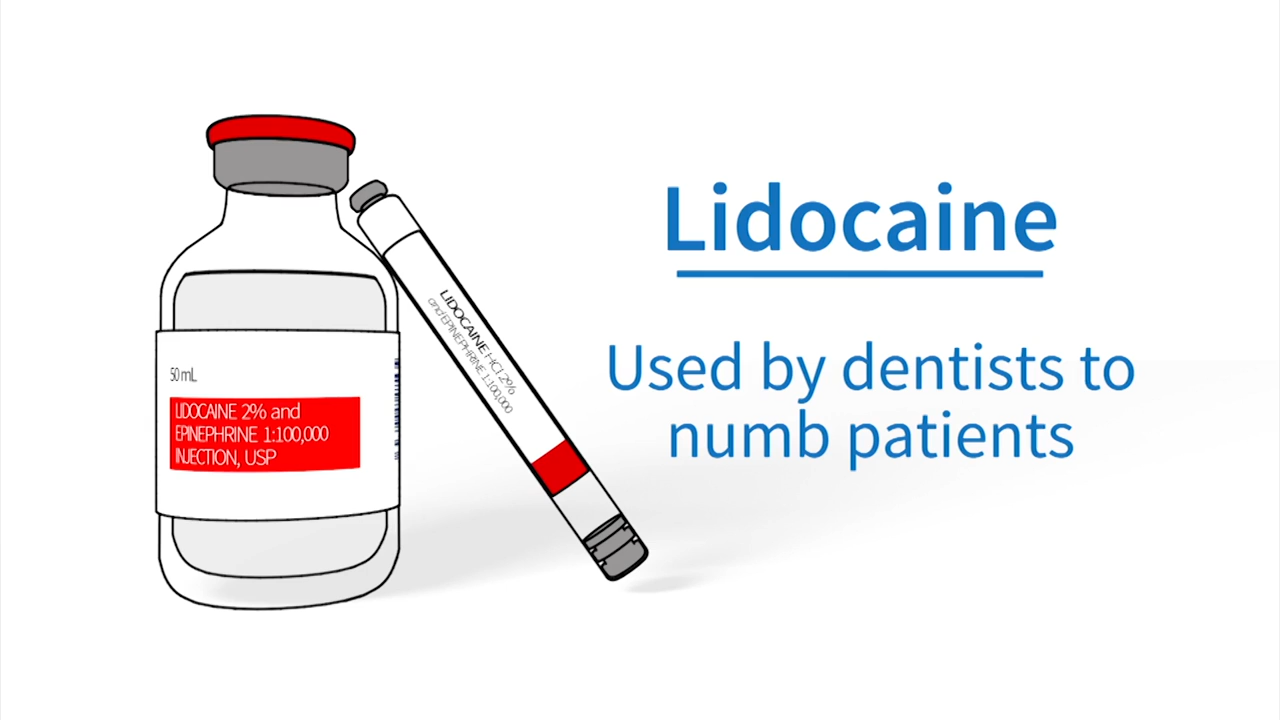 50 mL
LIDOCAINE 2% and
EPINEPHRINE 1:100,000
INJECTION, USP
LIDOCAINE HCl 2%
and EPINEPHRINE 1:100,000
Lidocaine
Used by dentists to
numb patients